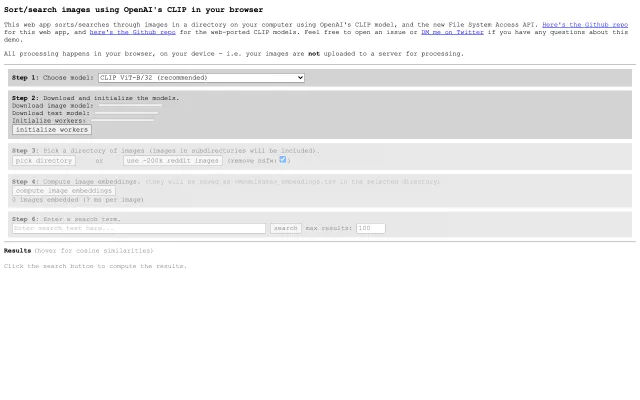 Sort/search images using OpenAI's CLIP in your browser
This web app sorts/searches through images in a directory on your computer using OpenAI's CLIP model, and the new File System Access API. Here's the Github repo
for this web app, and here's the Github repo for the web-ported CLIP models. Feel free to open an issue or DM me on Twitter if you have any questions about this
demo.
All processing happens in your browser, on your device - i.e. your images are not uploaded to a server for processing.
Step 1: Choose model: CLIP ViT-B/32 (recommended)
Step 2: Download and initialize the models.
Download image model:
Download text model:
Initialize workers:
initialize workers
Step 3: Pick a directory of images (images in subdirectories will be included).
pick directory or use ~200k reddit images (remove nsfw: )
Step 4: Compute image embeddings. (they will be saved as in the selected directory)
compute image embeddings
0 images embedded (? ms per image)
Enter a search term.
Enter search text here... search max results: 100
Results (hover for cosine similarities)
Click the search button to compute the results.